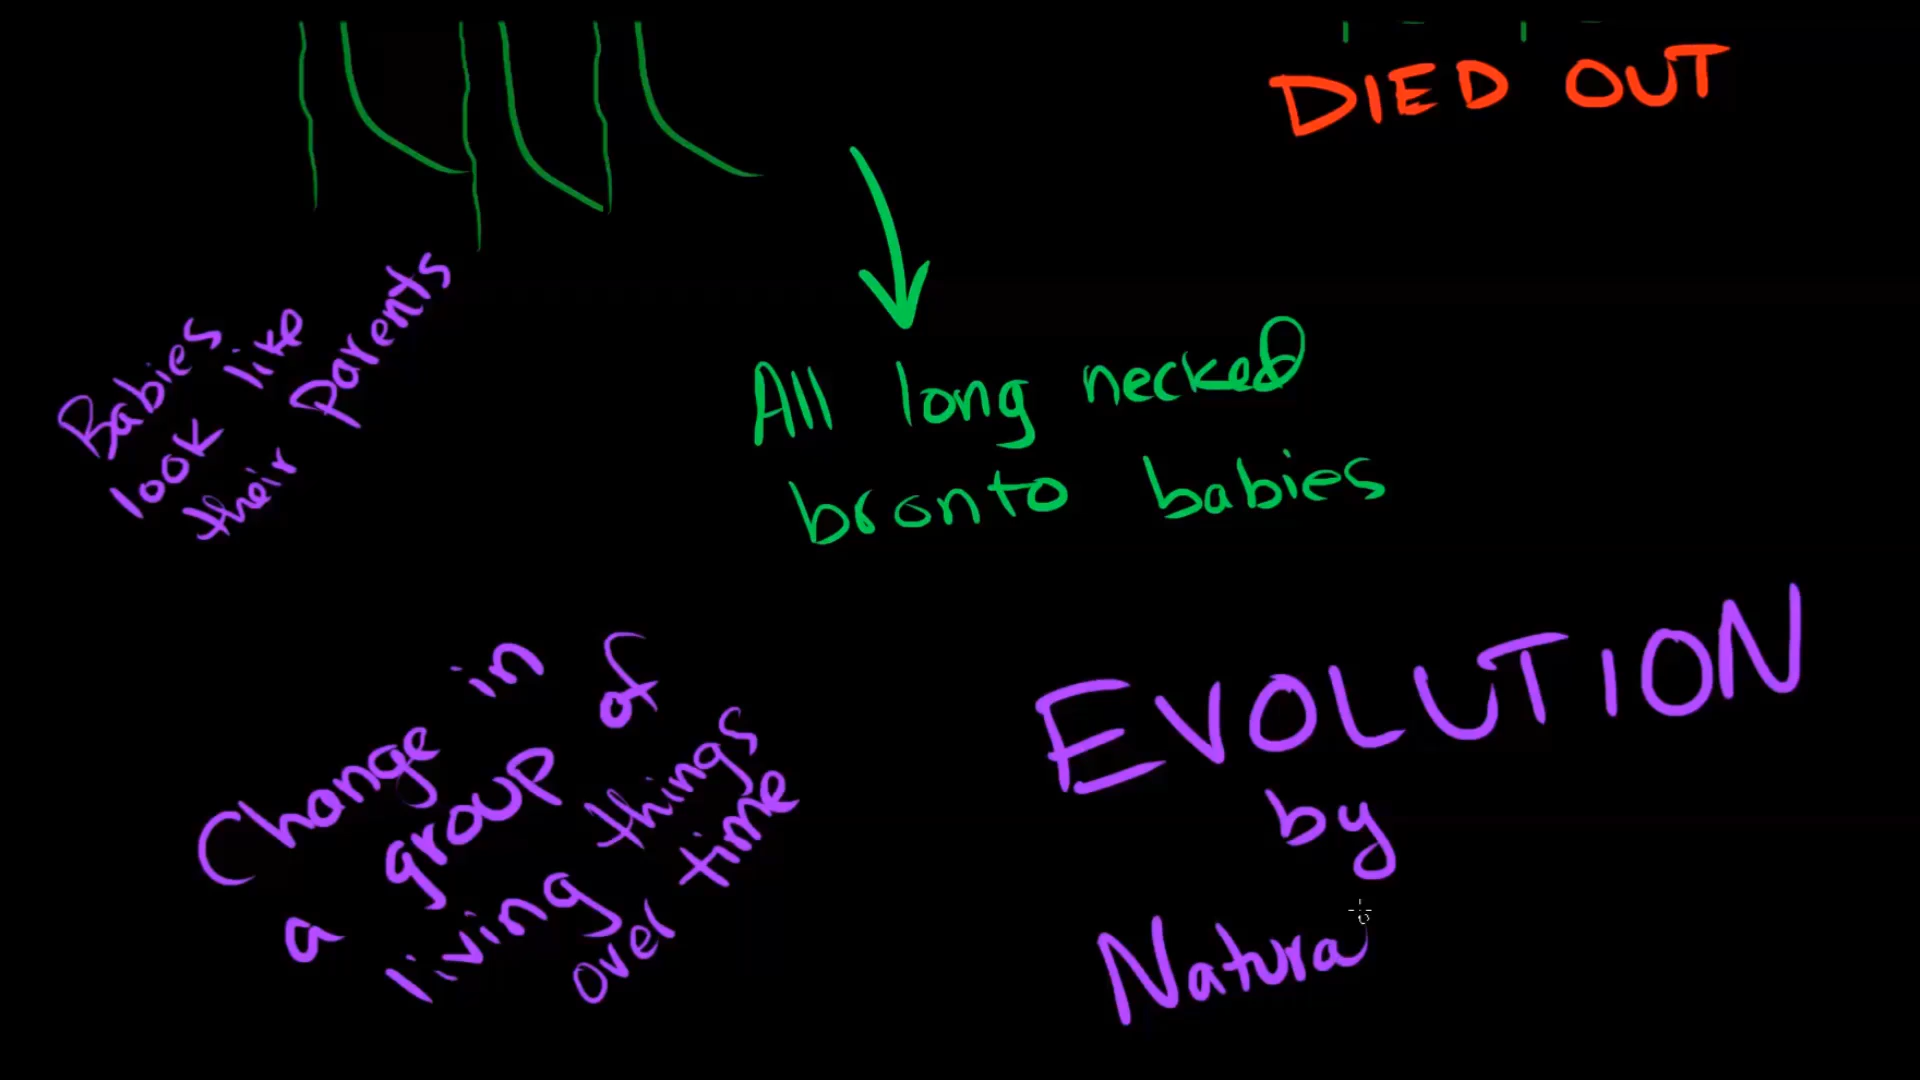 DIED OUT
Babies
look like
their parents
All long necked
bronto babies
Change in
a group of
living things
over time
EVOLUTION
by
Natura